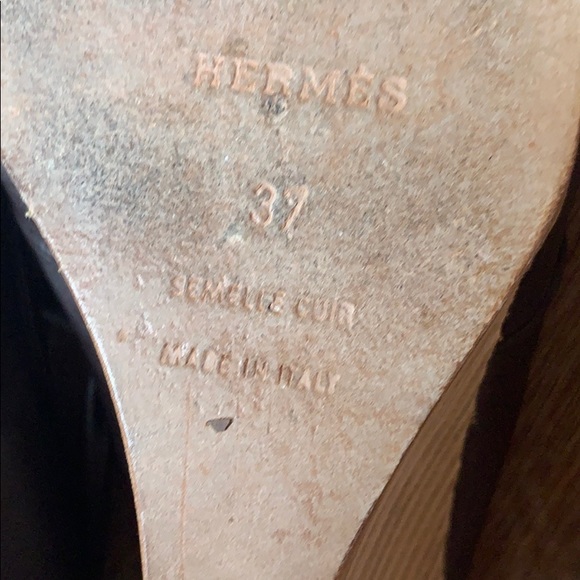 HERMÈS
37
SEMELLE CUIR
MADE IN ITALY